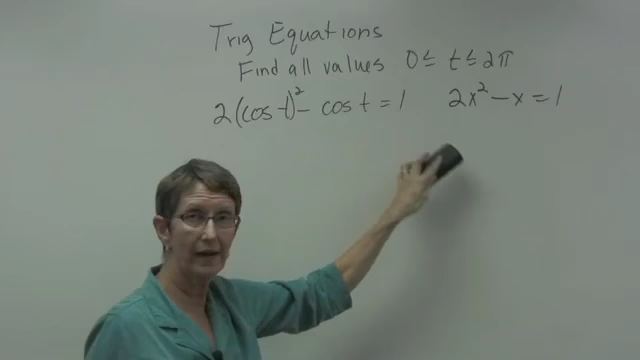 Trig Equations
Find all values 0 ≤ t ≤ 2π
2(cos t)² - cos t = 1 2x² - x = 1